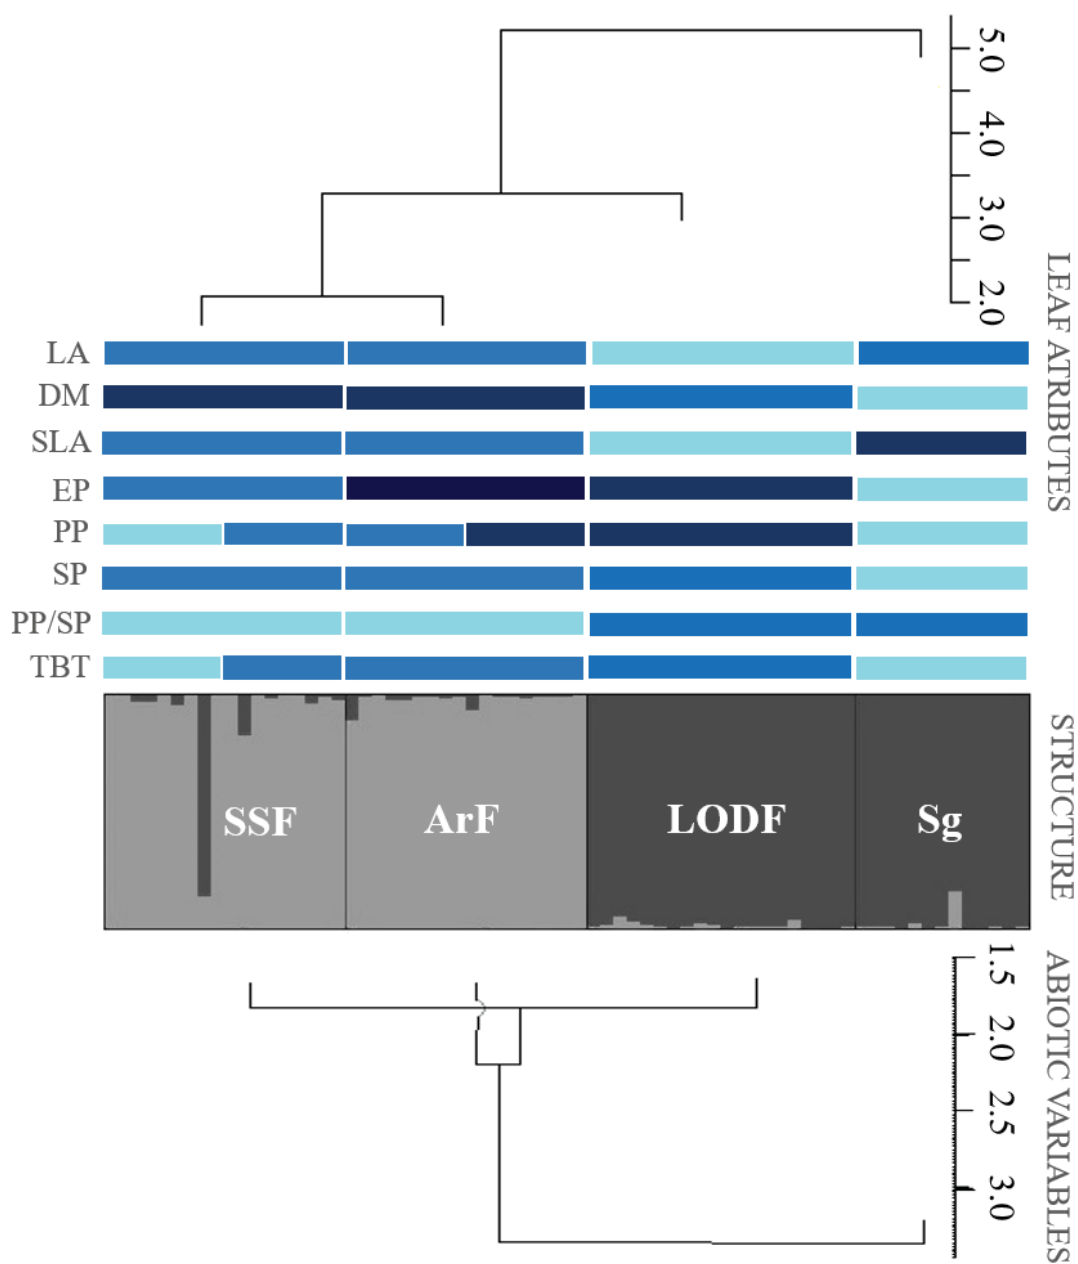 5.0
4.0
3.0
2.0
LEAF ATRIBUTES
LA
DM
SLA
EP
PP
SP
PP/SP
TBT
SSF
ArF
LODF
Sg
STRUCTURE
1.5
2.0
2.5
3.0
ABIOTIC VARIABLES